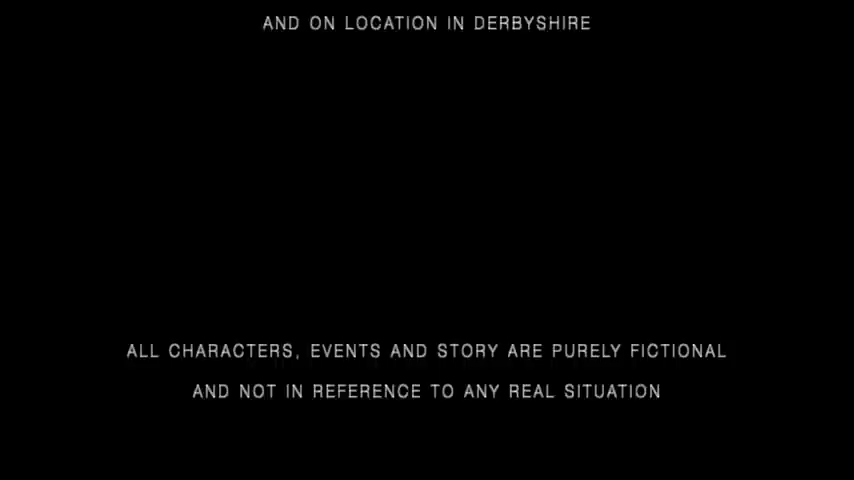 AND ON LOCATION IN DERBYSHIRE
ALL CHARACTERS, EVENTS AND STORY ARE PURELY FICTIONAL
AND NOT IN REFERENCE TO ANY REAL SITUATION